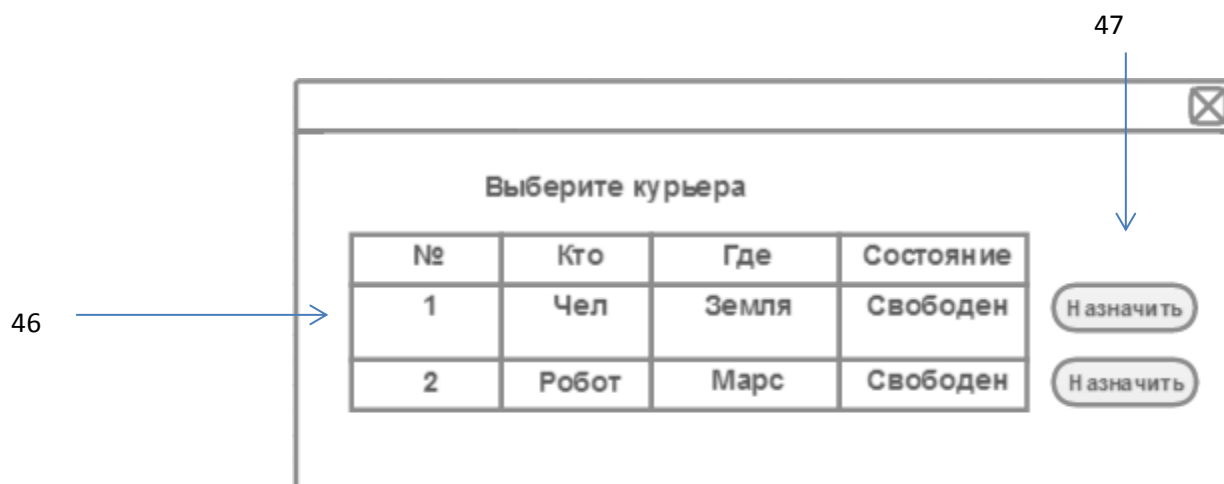 47
Выберите курьера
№ Кто Где Состояние
46
1 Чел Земля Свободен Назначить
2 Робот Марс Свободен Назначить